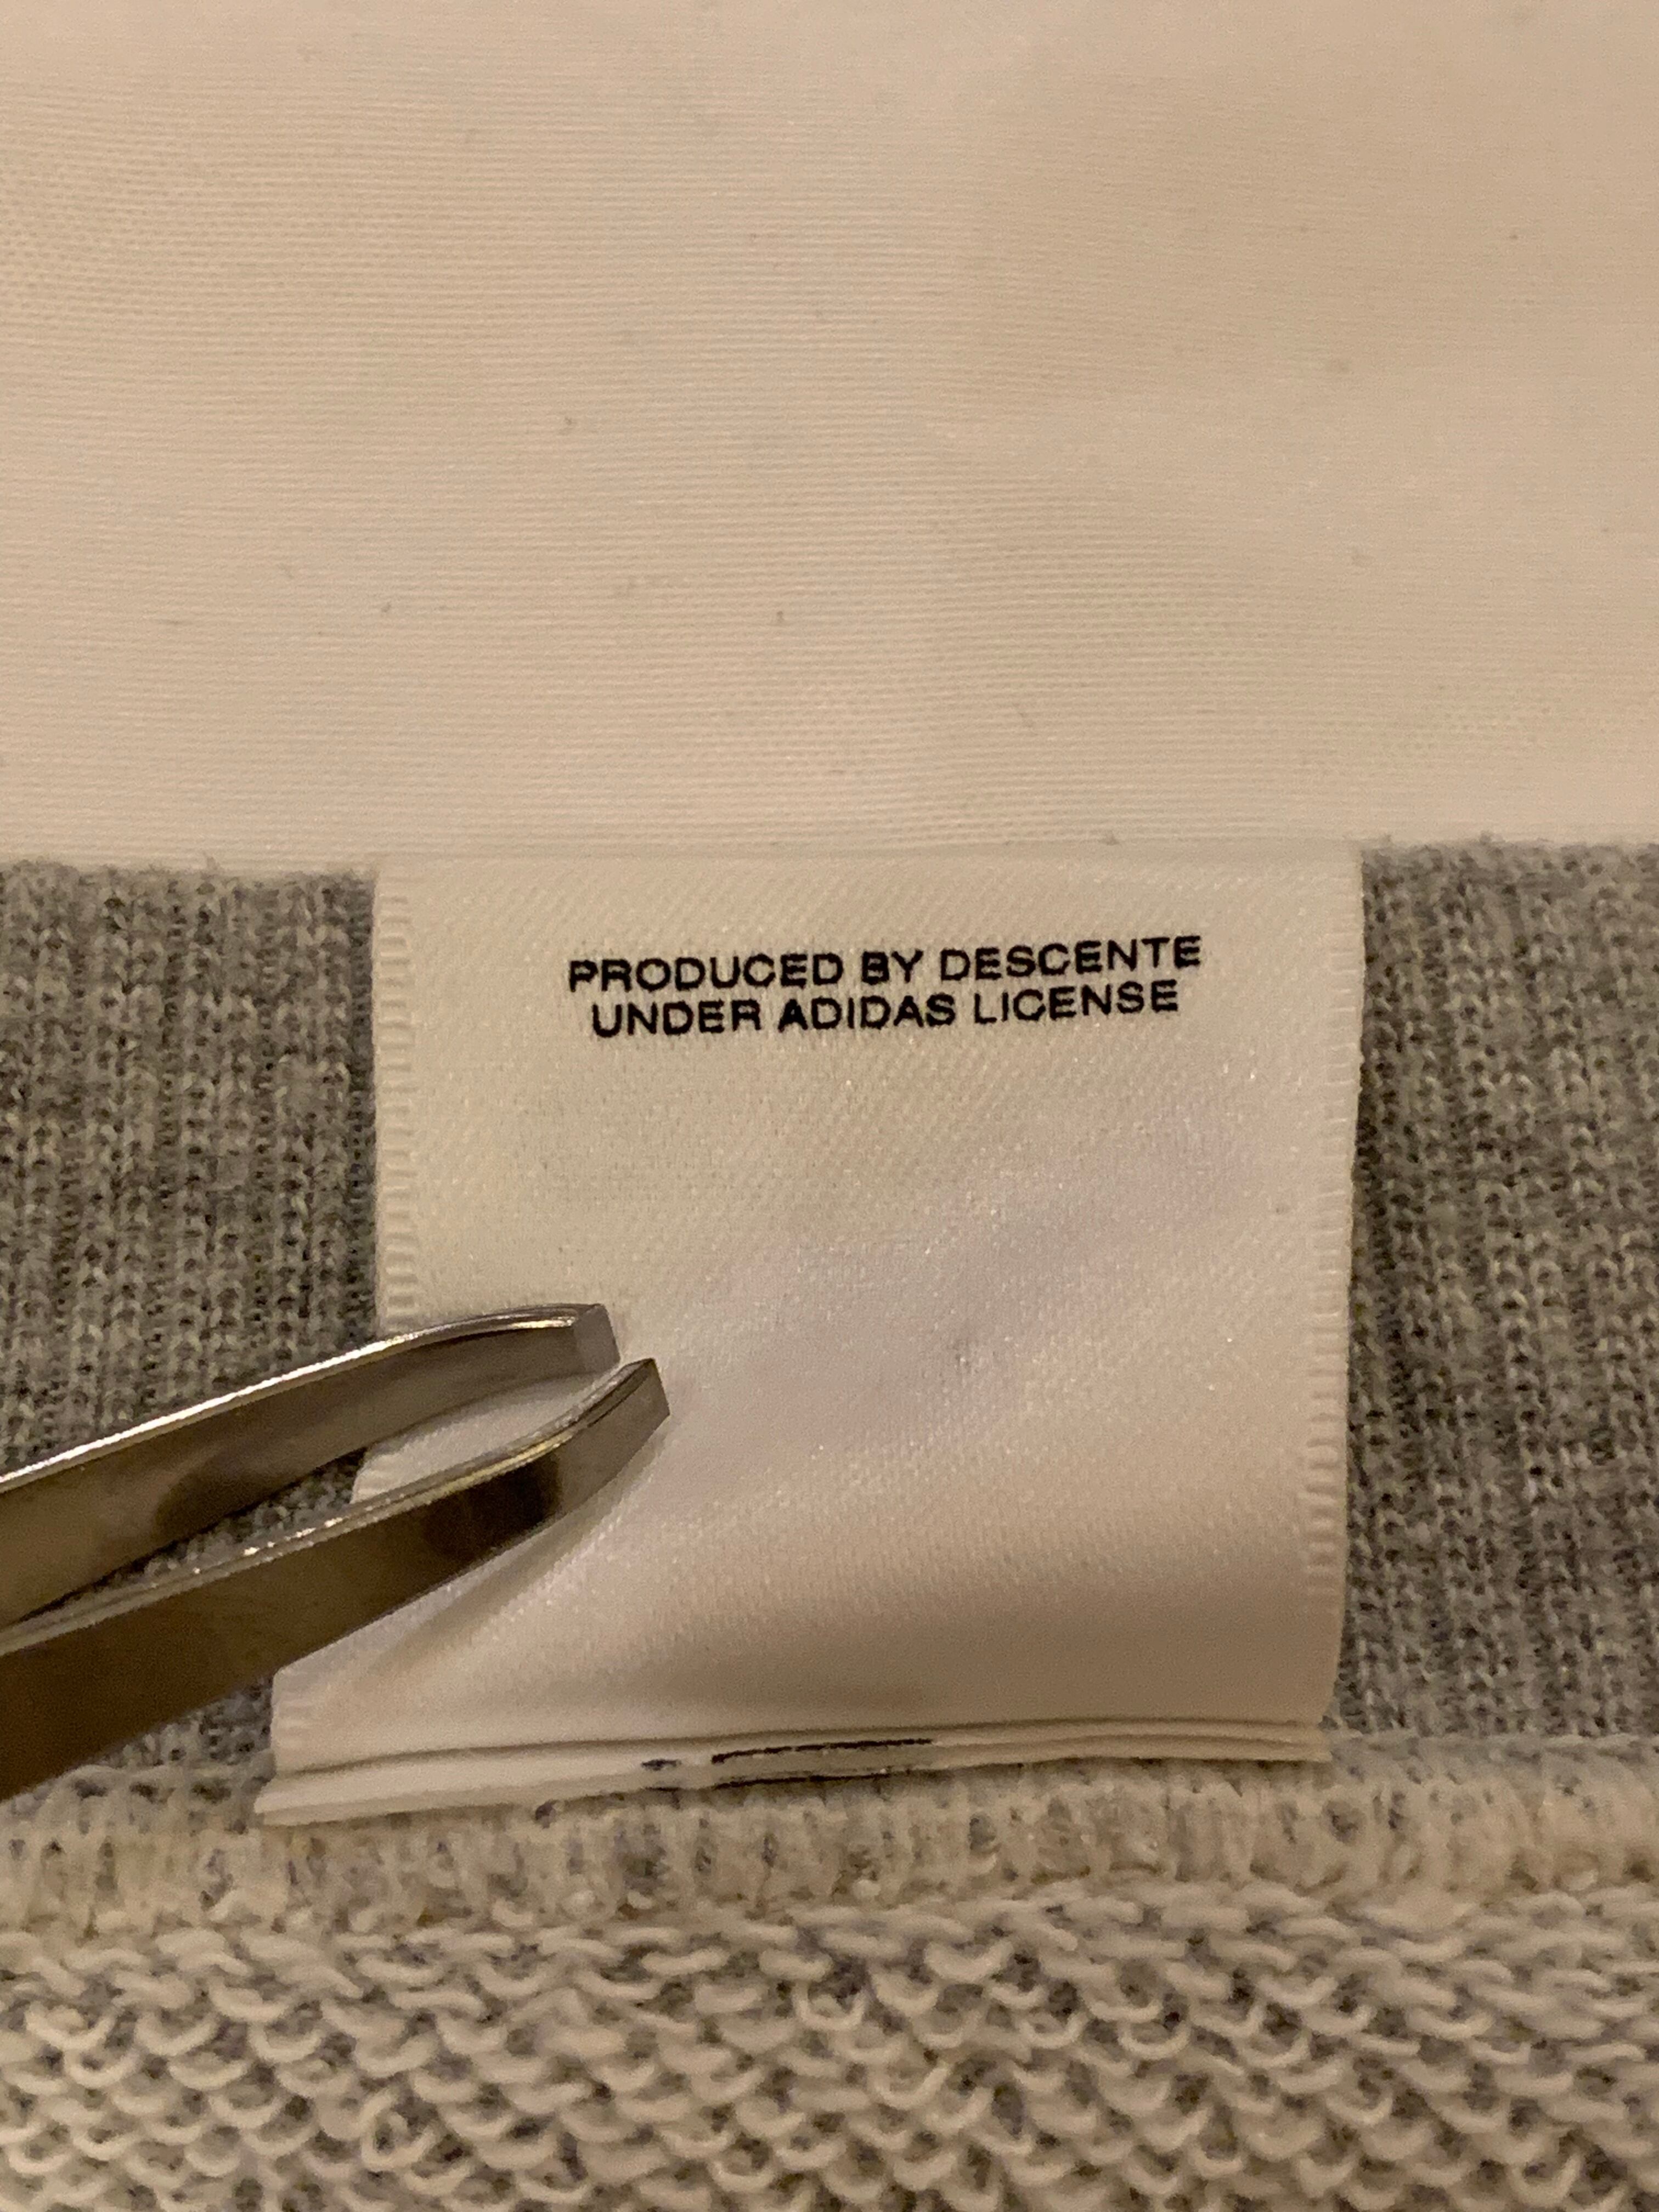 PRODUCED BY DESCENTE
UNDER ADIDAS LICENSE